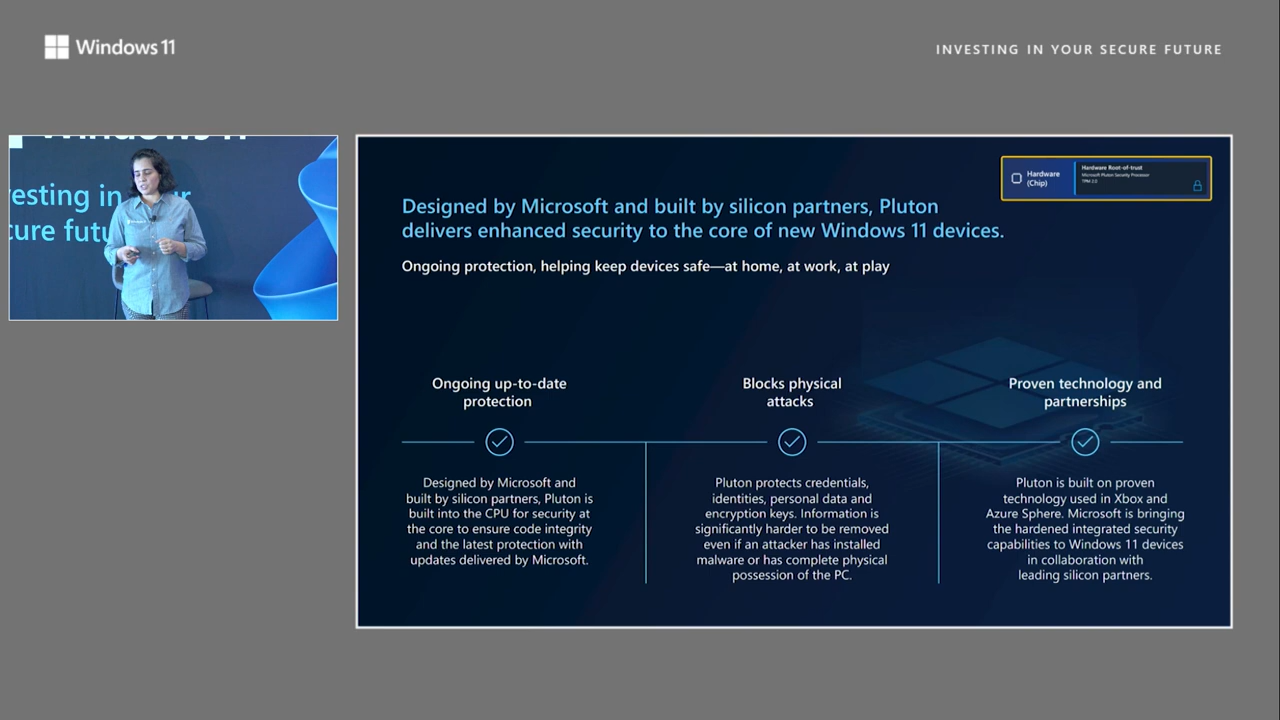 Windows 11
INVESTING IN YOUR SECURE FUTURE
Windows 11
esting in your
cure futu
Hardware
(Chip)
Hardware Root-of-trust
Microsoft Pluton Security Processor
TPM 2.0
Designed by Microsoft and built by silicon partners, Pluton
delivers enhanced security to the core of new Windows 11 devices.
Ongoing protection, helping keep devices safe—at home, at work, at play
Ongoing up-to-date
protection
Designed by Microsoft and
built by silicon partners, Pluton is
built into the CPU for security at
the core to ensure code integrity
and the latest protection with
updates delivered by Microsoft.
Blocks physical
attacks
Pluton protects credentials,
identities, personal data and
encryption keys. Information is
significantly harder to be removed
even if an attacker has installed
malware or has complete physical
possession of the PC.
Proven technology and
partnerships
Pluton is built on proven
technology used in Xbox and
Azure Sphere. Microsoft is bringing
the hardened integrated security
capabilities to Windows 11 devices
in collaboration with
leading silicon partners.